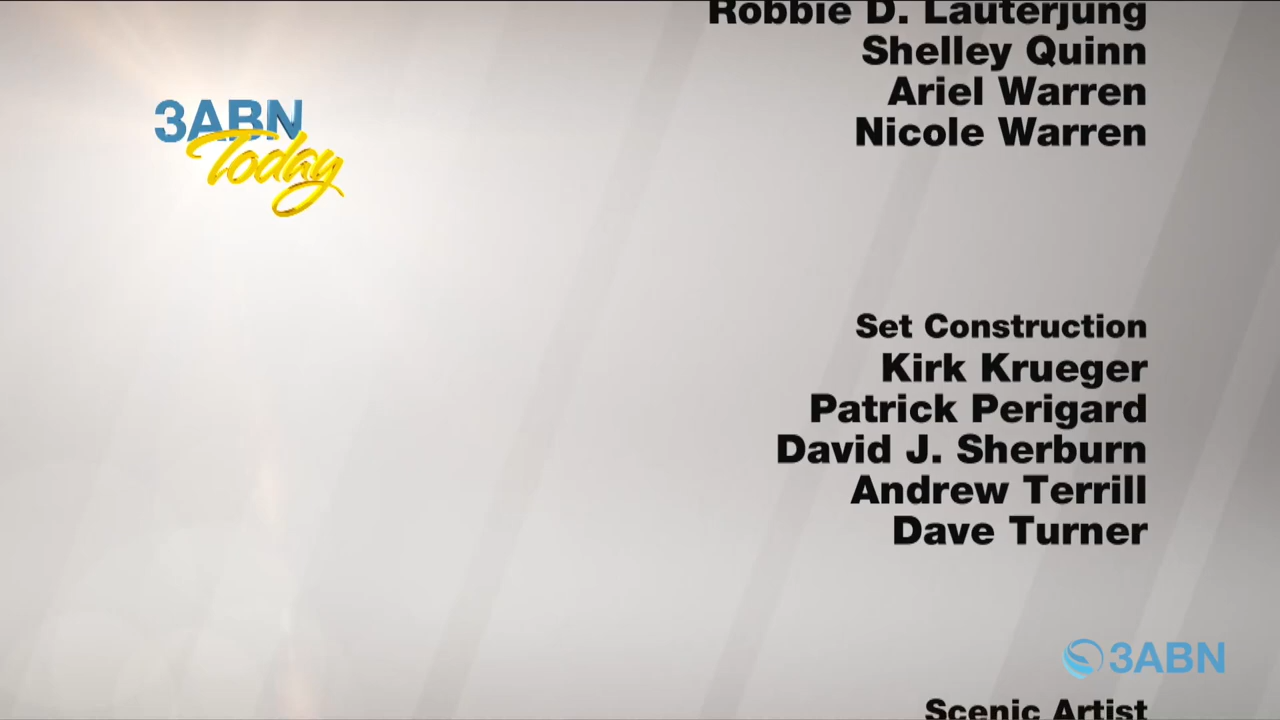 Robbie D. Lauterjung
Shelley Quinn
Ariel Warren
Nicole Warren
3ABN
Today
Set Construction
Kirk Krueger
Patrick Perigard
David J. Sherburn
Andrew Terrill
Dave Turner
3ABN
Scenic Artist